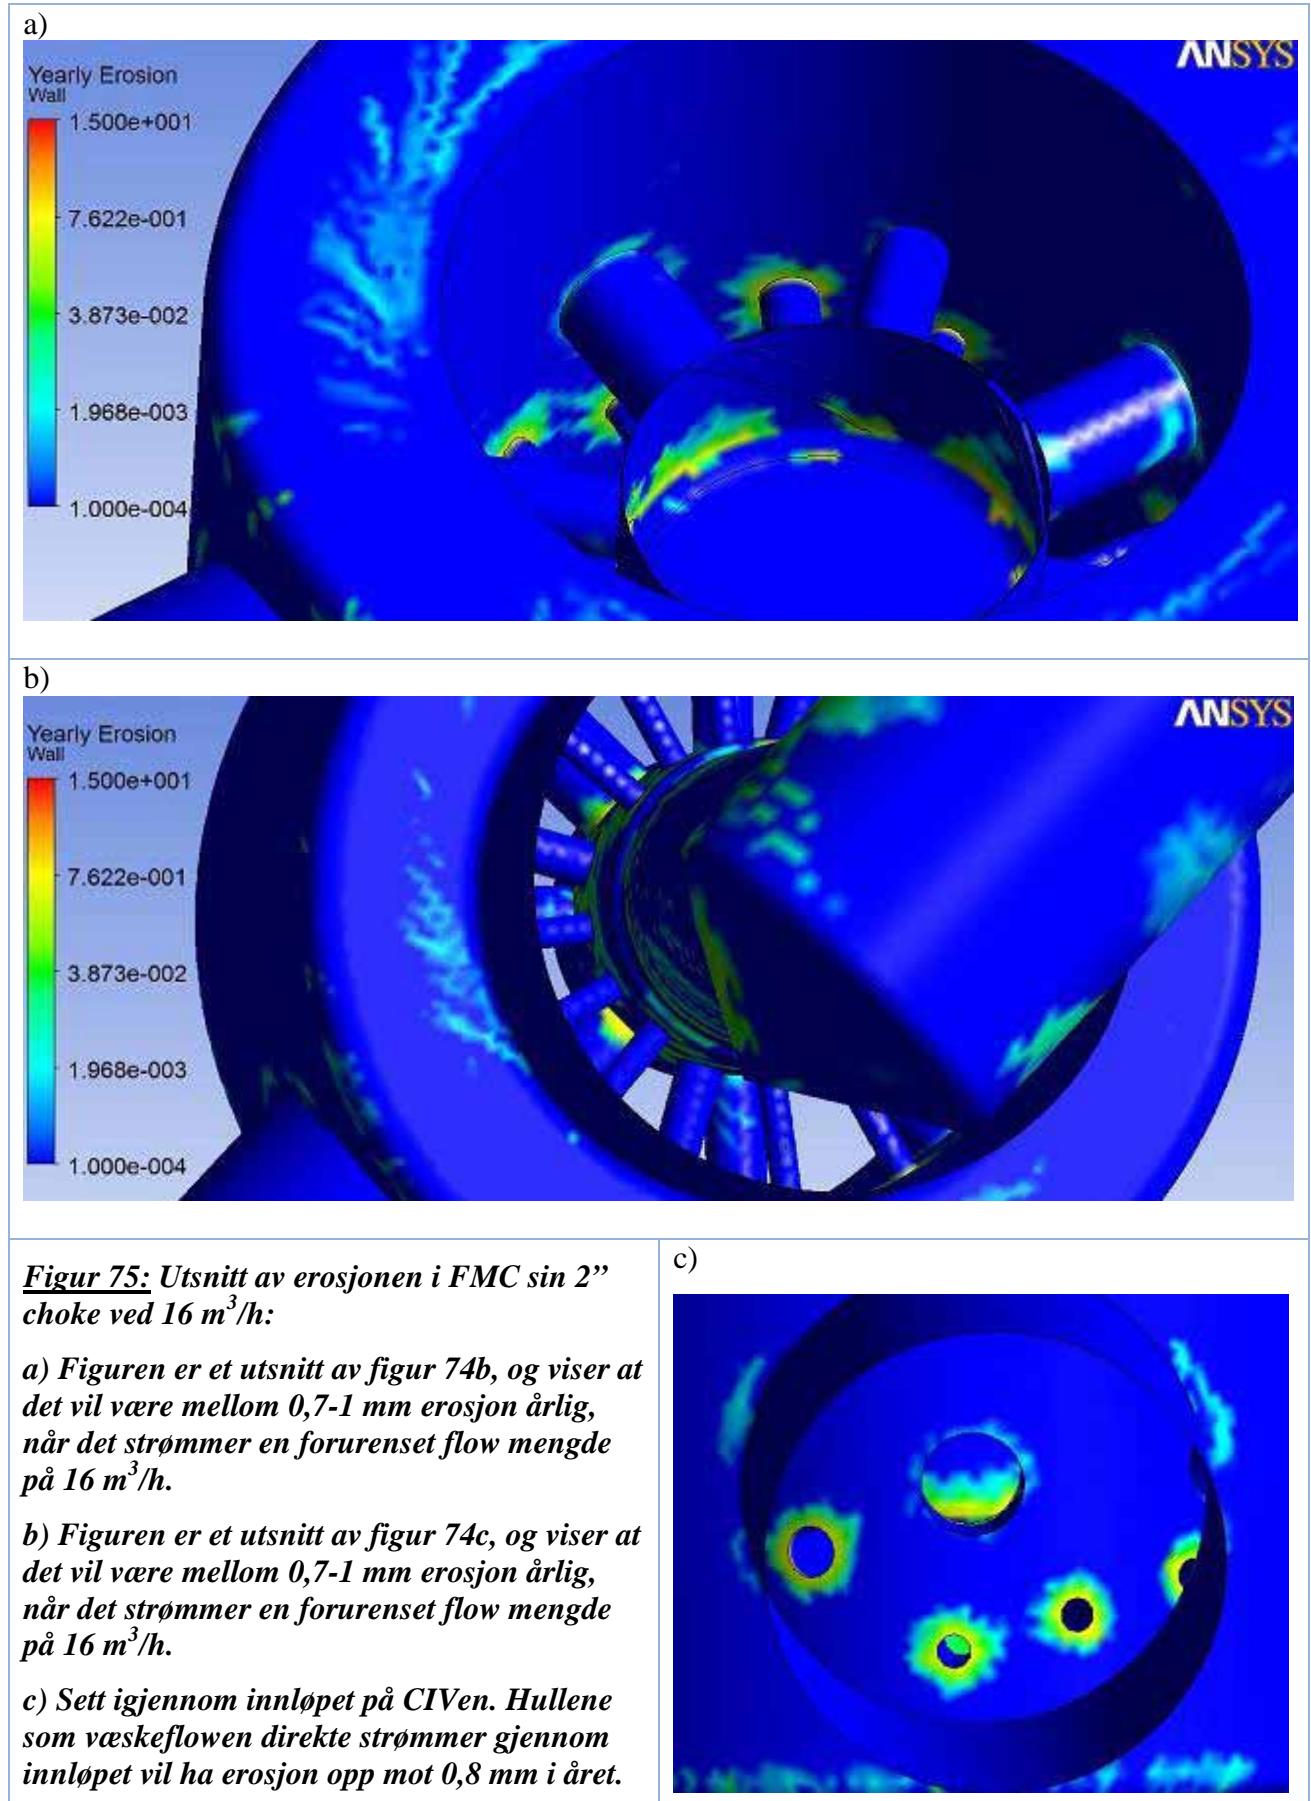 a)
ANSYS
Yearly Erosion
Wall
1.500e+001
7.622e-001
3.873e-002
1.968e-003
1.000e-004
b)
ANSYS
Yearly Erosion
Wall
1.500e+001
7.622e-001
3.873e-002
1.968e-003
1.000e-004
Figur 75: Utsnitt av erosjonen i FMC sin 2”
choke ved 16 m³/h:
a) Figuren er et utsnitt av figur 74b, og viser at
det vil være mellom 0,7-1 mm erosjon årlig,
når det strømmer en forurenset flow mengde
på 16 m³/h.
b) Figuren er et utsnitt av figur 74c, og viser at
det vil være mellom 0,7-1 mm erosjon årlig,
når det strømmer en forurenset flow mengde
på 16 m³/h.
c) Sett igjennom innløpet på CIVen. Hullene
som væskeflowen direkte strømmer gjennom
innløpet vil ha erosjon opp mot 0,8 mm i året.
c)